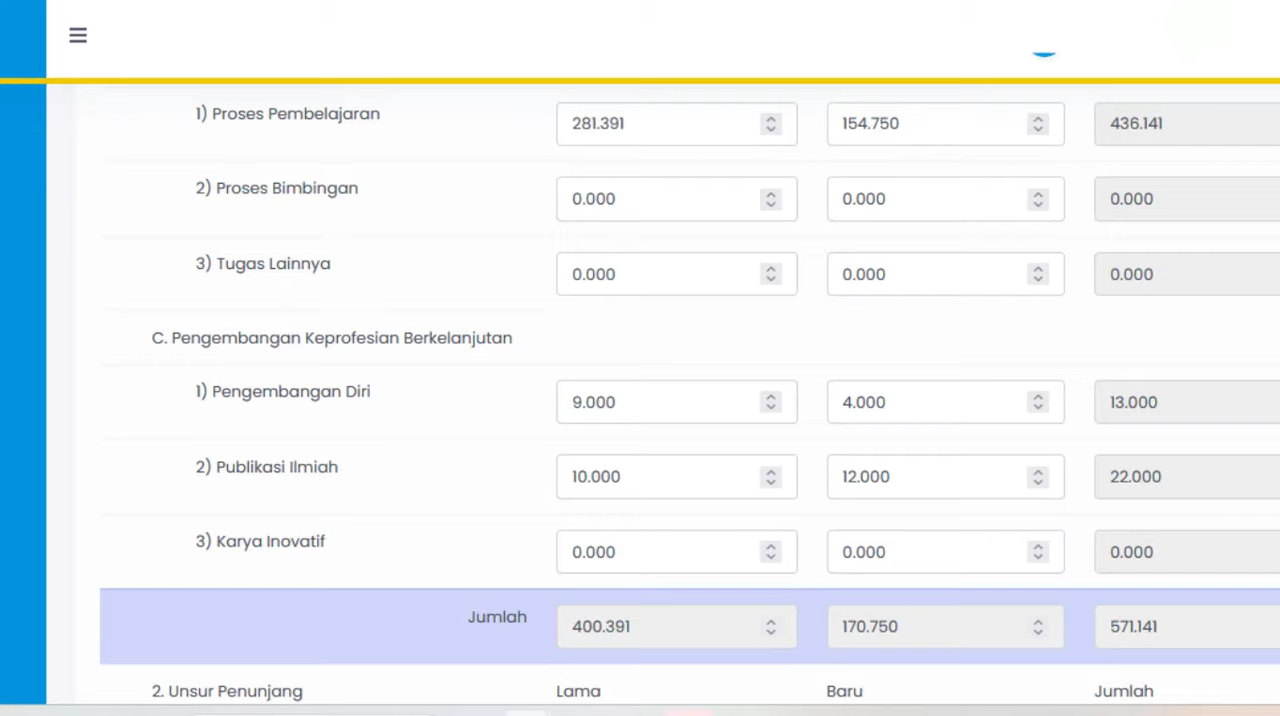 1) Proses Pembelajaran 281.391 154.750 436.141
2) Proses Bimbingan 0.000 0.000 0.000
3) Tugas Lainnya 0.000 0.000 0.000
C. Pengembangan Keprofesian Berkelanjutan
1) Pengembangan Diri 9.000 4.000 13.000
2) Publikasi Ilmiah 10.000 12.000 22.000
3) Karya Inovatif 0.000 0.000 0.000
Jumlah 400.391 170.750 571.141
2. Unsur Penunjang Lama Baru Jumlah